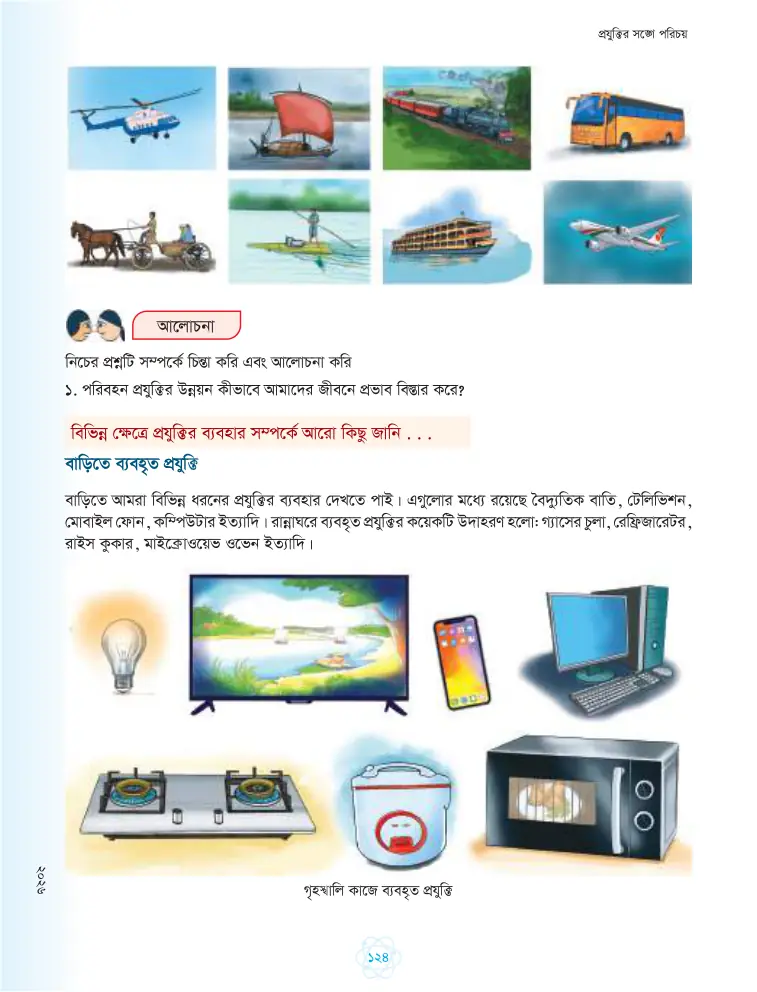 প্রযুক্তির সঙ্গে পরিচয়
আলোচনা
নিচের প্রশ্নটি সম্পর্কে চিন্তা করি এবং আলোচনা করি
১. পরিবহন প্রযুক্তির উন্নয়ন কীভাবে আমাদের জীবনে প্রভাব বিস্তার করে?
বিভিন্ন ক্ষেত্রে প্রযুক্তির ব্যবহার সম্পর্কে আরো কিছু জানি . . .
বাড়িতে ব্যবহৃত প্রযুক্তি
বাড়িতে আমরা বিভিন্ন ধরনের প্রযুক্তির ব্যবহার দেখতে পাই। এগুলোর মধ্যে রয়েছে বৈদ্যুতিক বাতি, টেলিভিশন,
মোবাইল ফোন, কম্পিউটার ইত্যাদি। রান্নাঘরে ব্যবহৃত প্রযুক্তির কয়েকটি উদাহরণ হলো: গ্যাসের চুলা, রেফ্রিজারেটর,
রাইস কুকার, মাইক্রোওয়েভ ওভেন ইত্যাদি।
গৃহস্থালি কাজে ব্যবহৃত প্রযুক্তি
২০২৫
১২৪